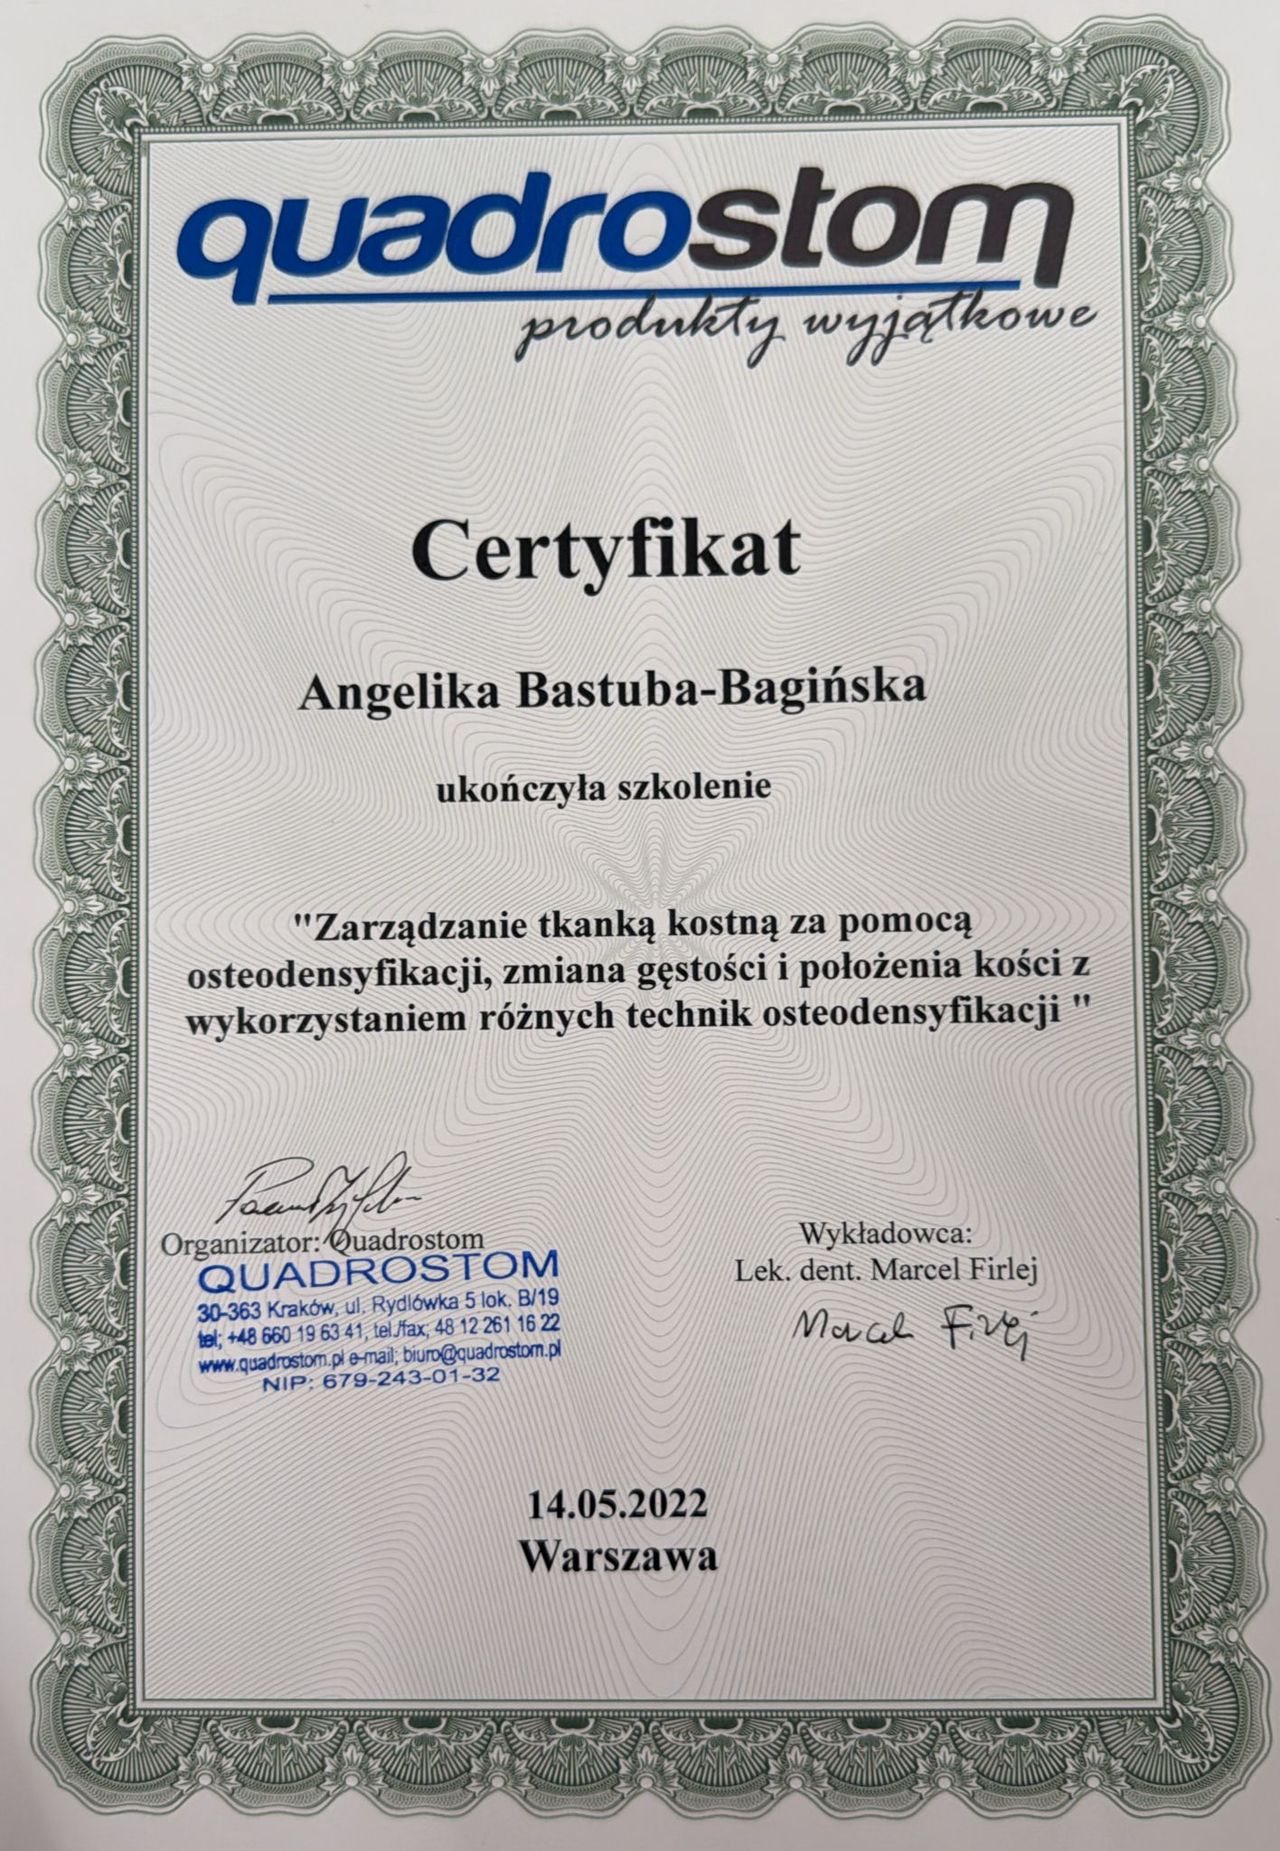 quadrostom
produkty wyjątkowe
Certyfikat
Angelika Bastuba-Bagińska
ukończyła szkolenie
"Zarządzanie tkanką kostną za pomocą
osteodensyfikacji, zmiana gęstości i położenia kości z
wykorzystaniem różnych technik osteodensyfikacji "
Organizator: Quadrostom
QUADROSTOM
30-363 Kraków, ul. Rydlówka 5 lok. B/19
tel; +48 660 19 63 41, tel./fax; 48 12 261 16 22
www.quadrostom.pl e-mail; biuro@quadrostom.pl
NIP: 679-243-01-32
Wykładowca:
Lek. dent. Marcel Firlej
Marcel Firlej
14.05.2022
Warszawa